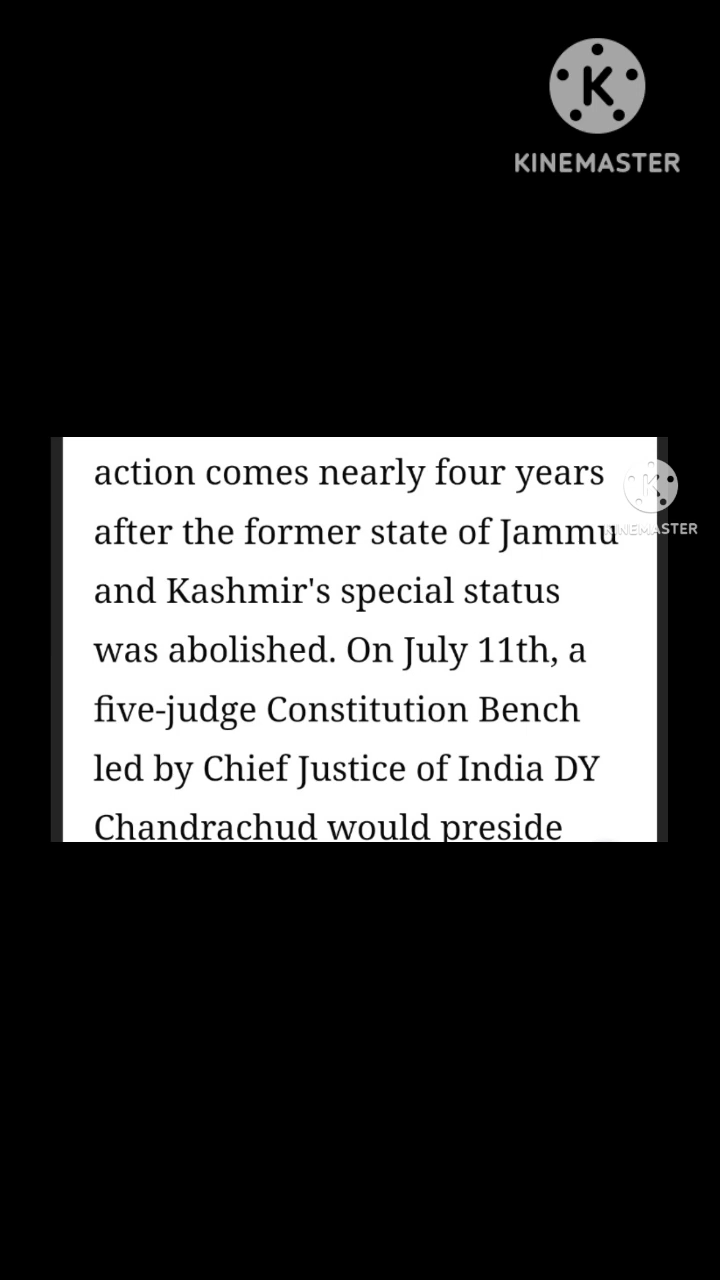 K
KINEMASTER
action comes nearly four years
K
after the former state of Jammu
KINEMASTER
and Kashmir's special status
was abolished. On July 11th, a
five-judge Constitution Bench
led by Chief Justice of India DY
Chandrachud would preside